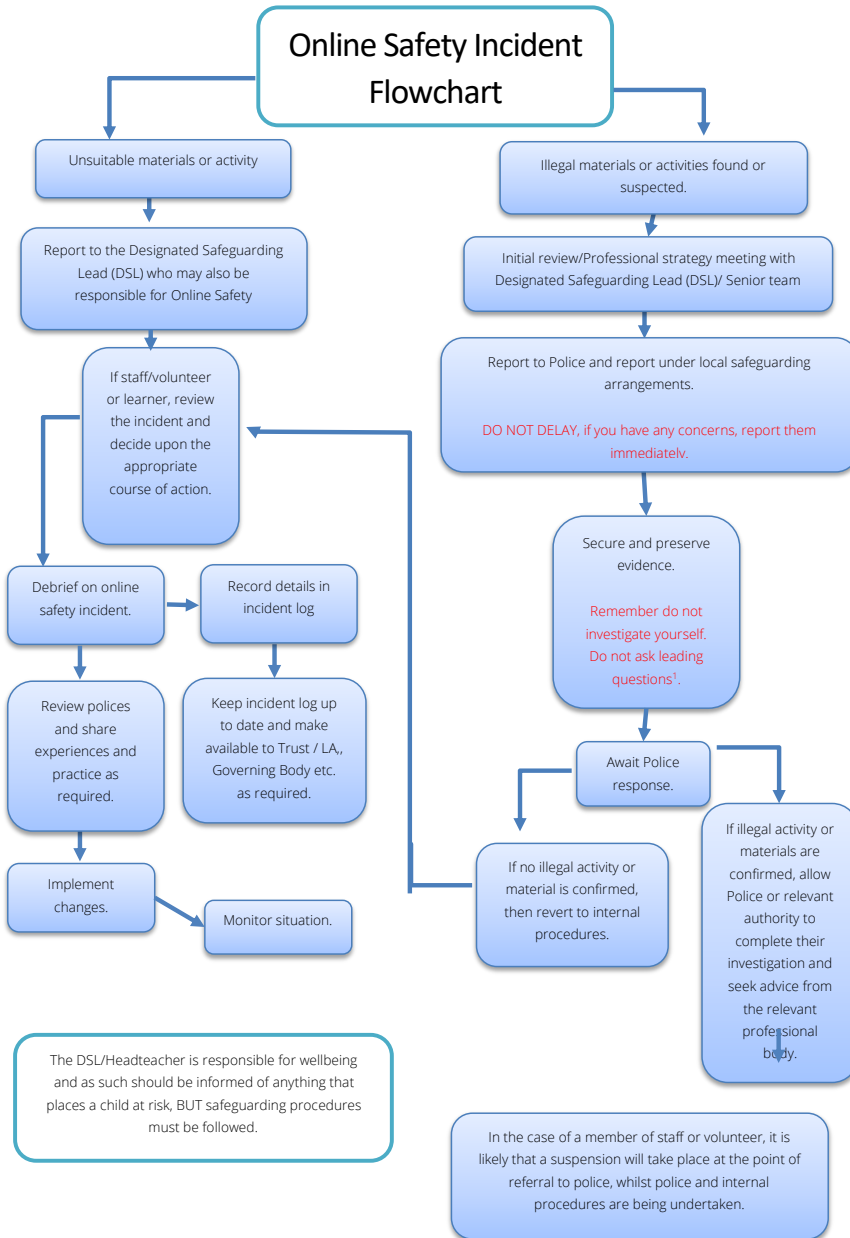 Online Safety Incident
Flowchart
Unsuitable materials or activity
Report to the Designated Safeguarding
Lead (DSL) who may also be
responsible for Online Safety
If staff/volunteer
or learner, review
the incident and
decide upon the
appropriate
course of action.
Debrief on online
safety incident.
Record details in
incident log
Review polices
and share
experiences and
practice as
required.
Keep incident log up
to date and make
available to Trust / LA,,
Governing Body etc.
as required.
Implement
changes.
Monitor situation.
Illegal materials or activities found or
suspected.
Initial review/Professional strategy meeting with
Designated Safeguarding Lead (DSL)/ Senior team
Report to Police and report under local safeguarding
arrangements.
DO NOT DELAY, if you have any concerns, report them
immediately.
Secure and preserve
evidence.
Remember do not
investigate yourself.
Do not ask leading
questions¹.
Await Police
response.
If no illegal activity or
material is confirmed,
then revert to internal
procedures.
If illegal activity or
materials are
confirmed, allow
Police or relevant
authority to
complete their
investigation and
seek advice from
the relevant
professional
body.
The DSL/Headteacher is responsible for wellbeing
and as such should be informed of anything that
places a child at risk, BUT safeguarding procedures
must be followed.
In the case of a member of staff or volunteer, it is
likely that a suspension will take place at the point of
referral to police, whilst police and internal
procedures are being undertaken.